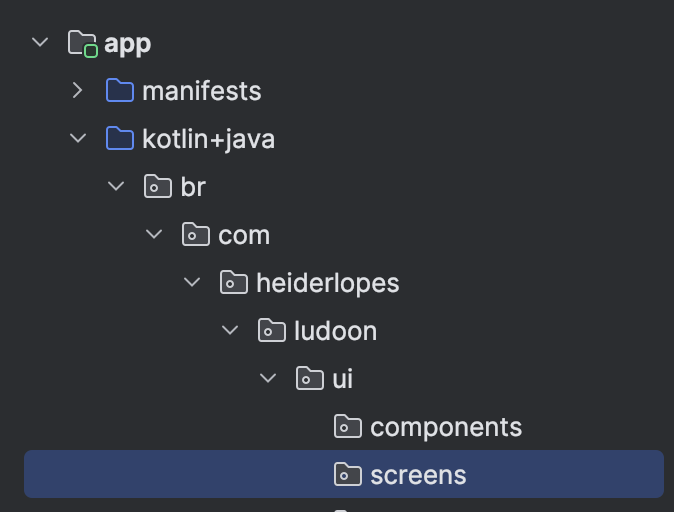 app
manifests
kotlin+java
br
com
heiderlopes
ludoon
ui
components
screens